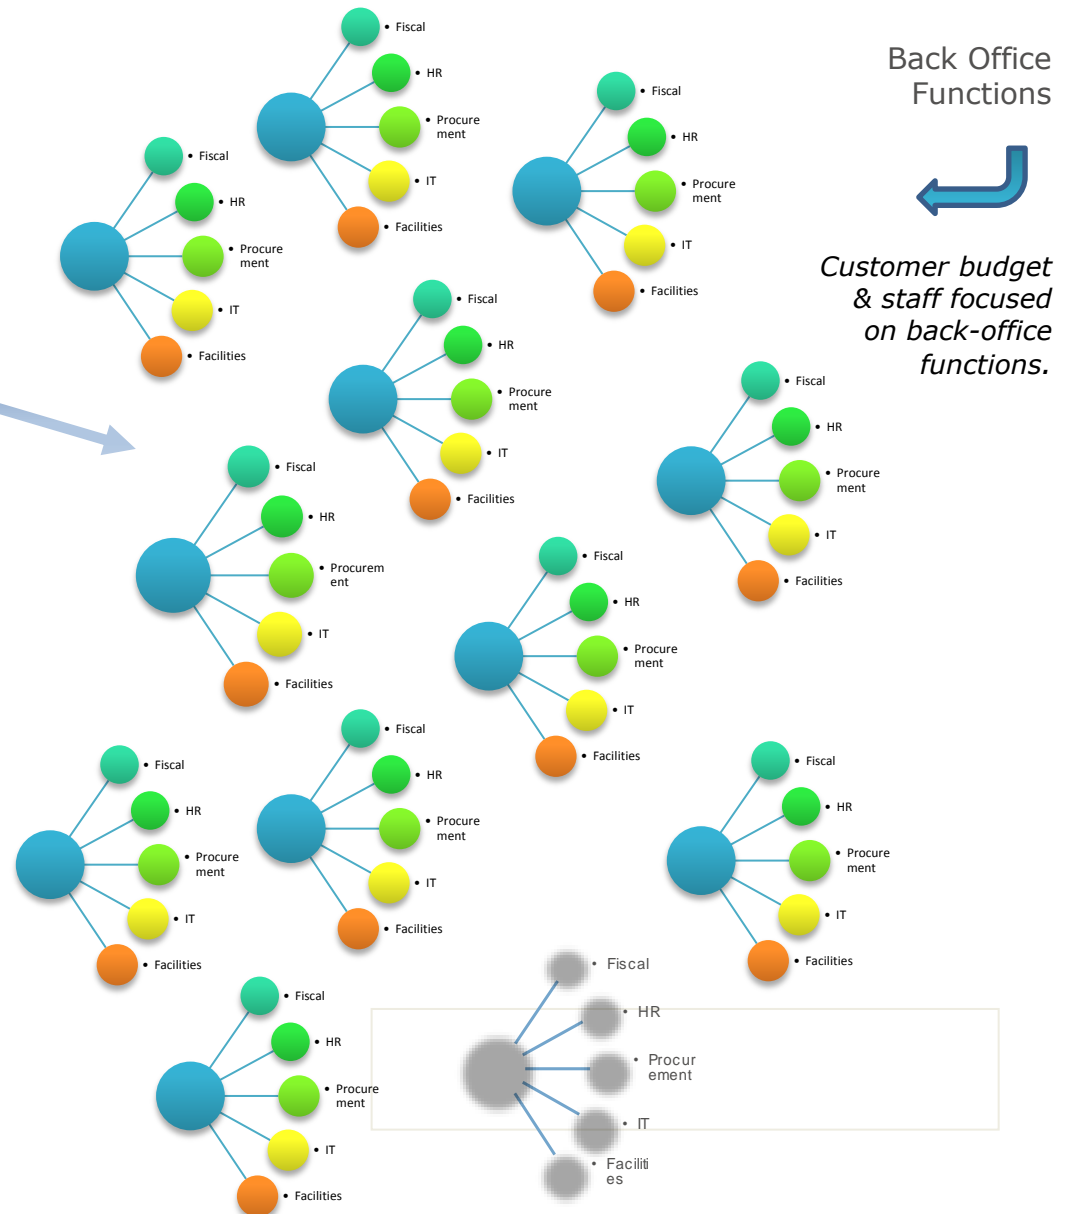 Back Office
Functions
Customer budget
& staff focused
on back-office
functions.
• Fiscal
• HR
• Procure
ment
• IT
• Facilities
• Fiscal
• HR
• Procure
ment
• IT
• Facilities
• Fiscal
• HR
• Procure
ment
• IT
• Facilities
• Fiscal
• HR
• Procure
ment
• IT
• Facilities
• Fiscal
• HR
• Procure
ment
• IT
• Facilities
• Fiscal
• HR
• Procurem
ent
• IT
• Facilities
• Fiscal
• HR
• Procure
ment
• IT
• Facilities
• Fiscal
• HR
• Procure
ment
• IT
• Facilities
• Fiscal
• HR
• Procure
ment
• IT
• Facilities
• Fiscal
• HR
• Procure
ment
• IT
• Facilities
• Fiscal
• HR
• Procure
ment
• IT
• Facilities
• Fiscal
• HR
• Procur
ement
• IT
• Faciliti
es